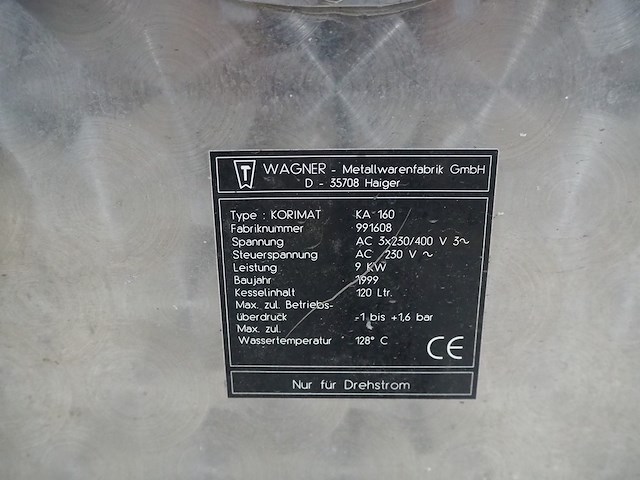 WAGNER - Metallwarenfabrik GmbH
D - 35708 Haiger
Type : KORIMAT KA 160
Fabriknummer 991608
Spannung AC 3x230/400 V 3~
Steuerspannung AC 230 V ~
Leistung 9 KW
Baujahr 1999
Kesselinhalt 120 Ltr.
Max. zul. Betriebs-
überdruck -1 bis +1,6 bar
Max. zul.
Wassertemperatur 128° C
CE
Nur für Drehstrom